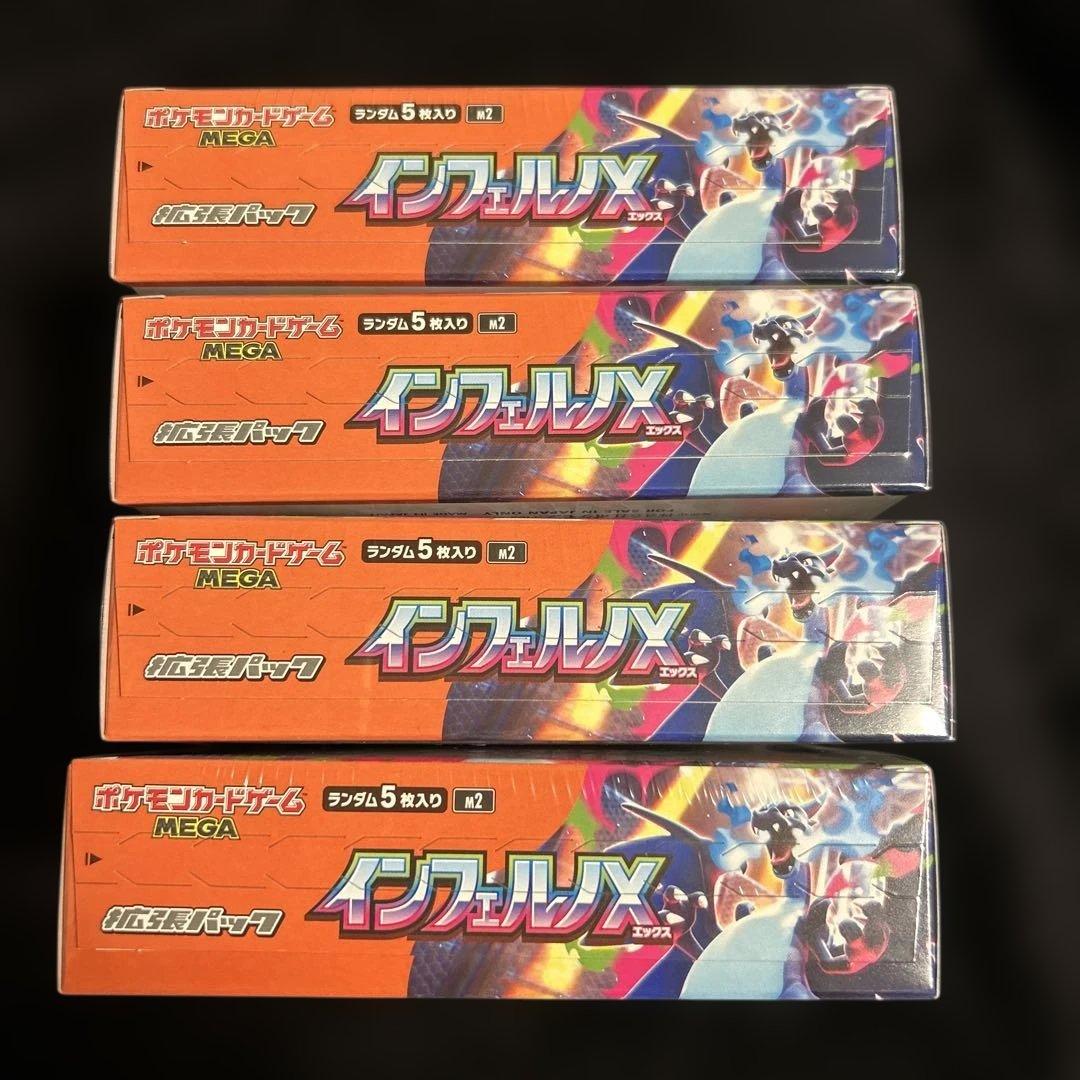 ポケモンカードゲーム
MEGA
ランダム5枚入り M2
インフェルノX
エックス
拡張パック
ポケモンカードゲーム
MEGA
ランダム5枚入り M2
インフェルノX
エックス
拡張パック
FOR SALE IN JAPAN ONLY
ポケモンカードゲーム
MEGA
ランダム5枚入り M2
インフェルノX
エックス
拡張パック
ポケモンカードゲーム
MEGA
ランダム5枚入り M2
インフェルノX
エックス
拡張パック